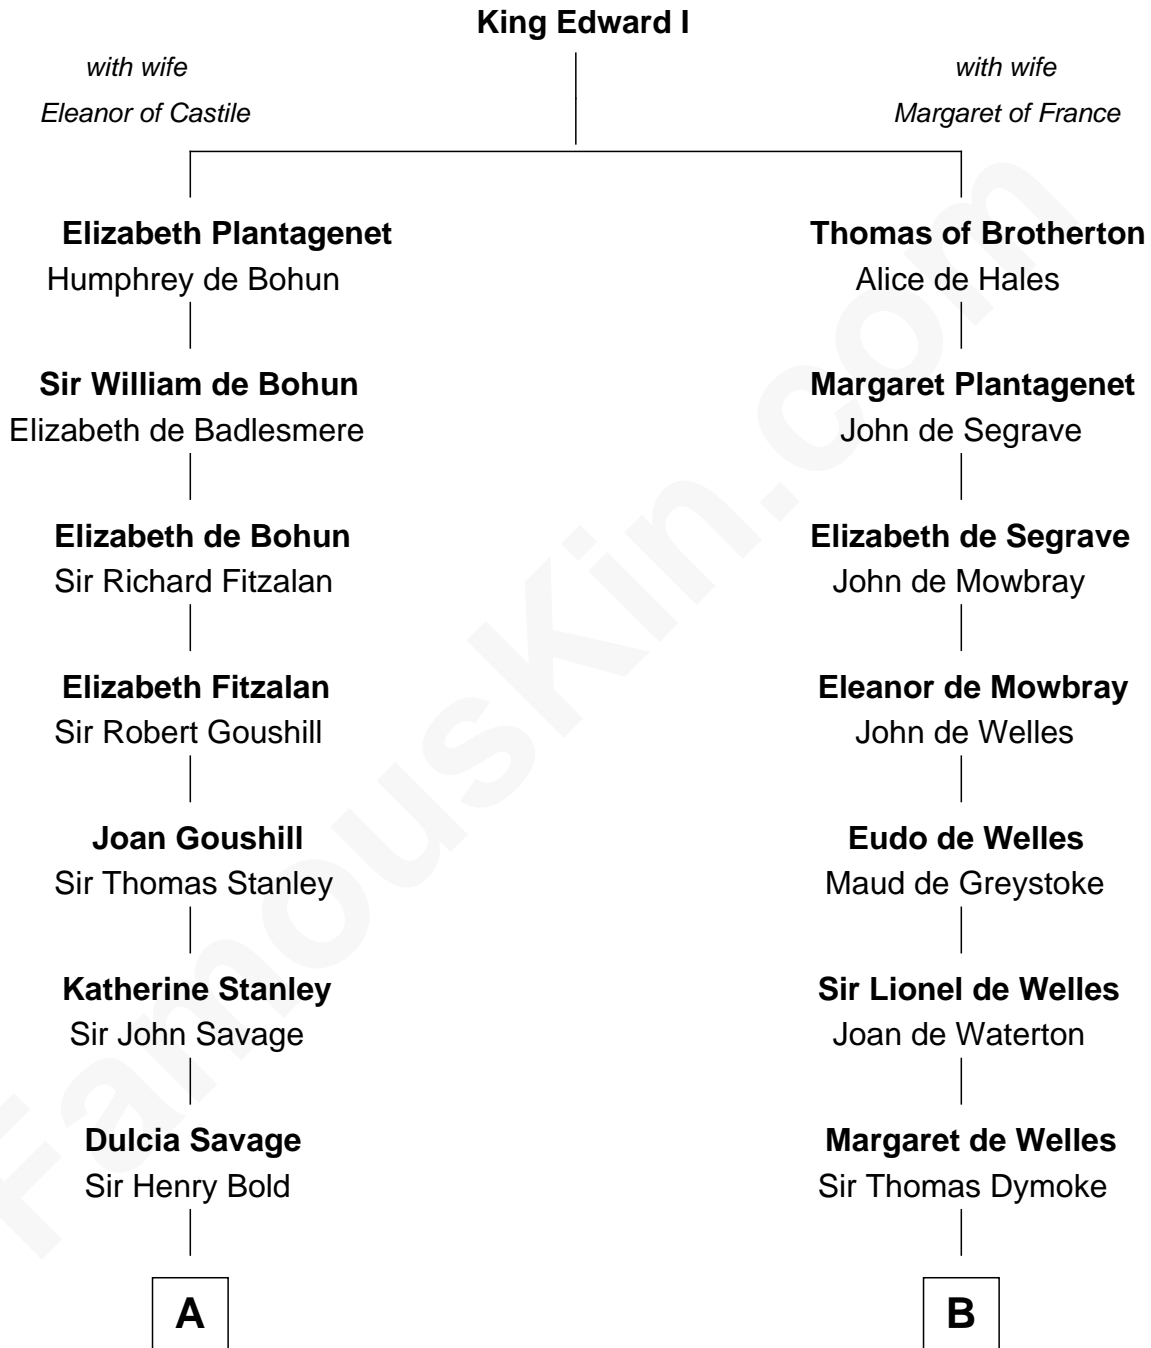 King Edward I
with wife
Eleanor of Castile
with wife
Margaret of France
Elizabeth Plantagenet
Humphrey de Bohun
Thomas of Brotherton
Alice de Hales
Sir William de Bohun
Elizabeth de Badlesmere
Margaret Plantagenet
John de Segrave
Elizabeth de Bohun
Sir Richard Fitzalan
Elizabeth de Segrave
John de Mowbray
Elizabeth Fitzalan
Sir Robert Goushill
Eleanor de Mowbray
John de Welles
Joan Goushill
Sir Thomas Stanley
Eudo de Welles
Maud de Greystoke
Katherine Stanley
Sir John Savage
Sir Lionel de Welles
Joan de Waterton
Dulcia Savage
Sir Henry Bold
Margaret de Welles
Sir Thomas Dymoke
A
B
FamousKin.com